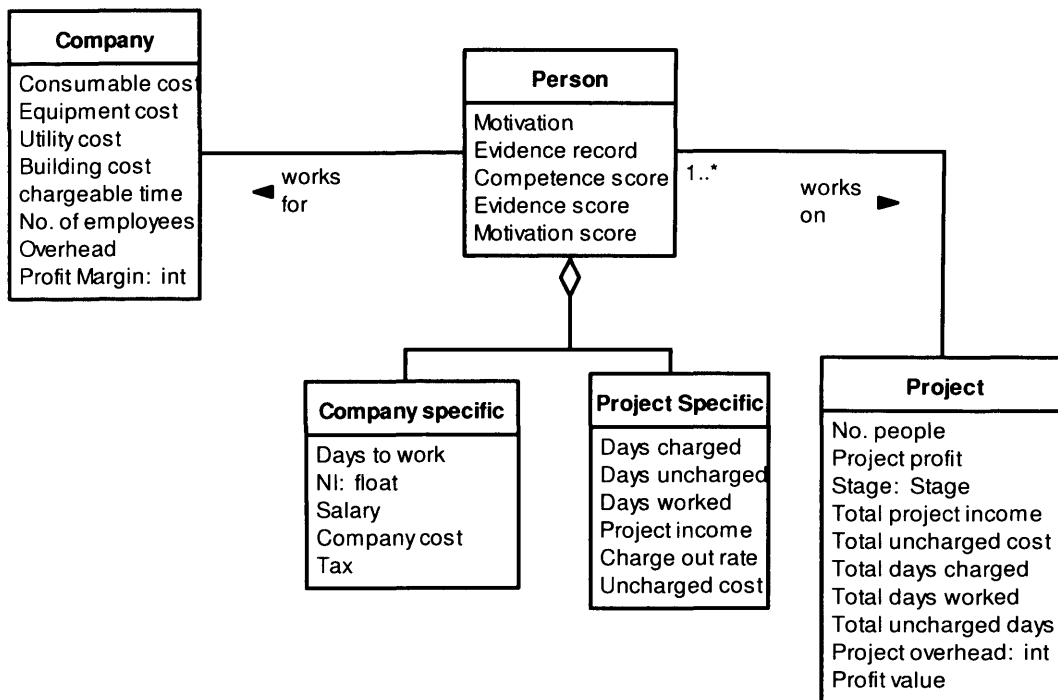 Company
Consumable cost
Equipment cost
Utility cost
Building cost
chargeable time
No. of employees
Overhead
Profit Margin: int
works
for
Person
Motivation
Evidence record
Competence score
Evidence score
Motivation score
1..*
works
on
Company specific
Days to work
NI: float
Salary
Company cost
Tax
Project Specific
Days charged
Days uncharged
Days worked
Project income
Charge out rate
Uncharged cost
Project
No. people
Project profit
Stage: Stage
Total project income
Total uncharged cost
Total days charged
Total days worked
Total uncharged days
Project overhead: int
Profit value